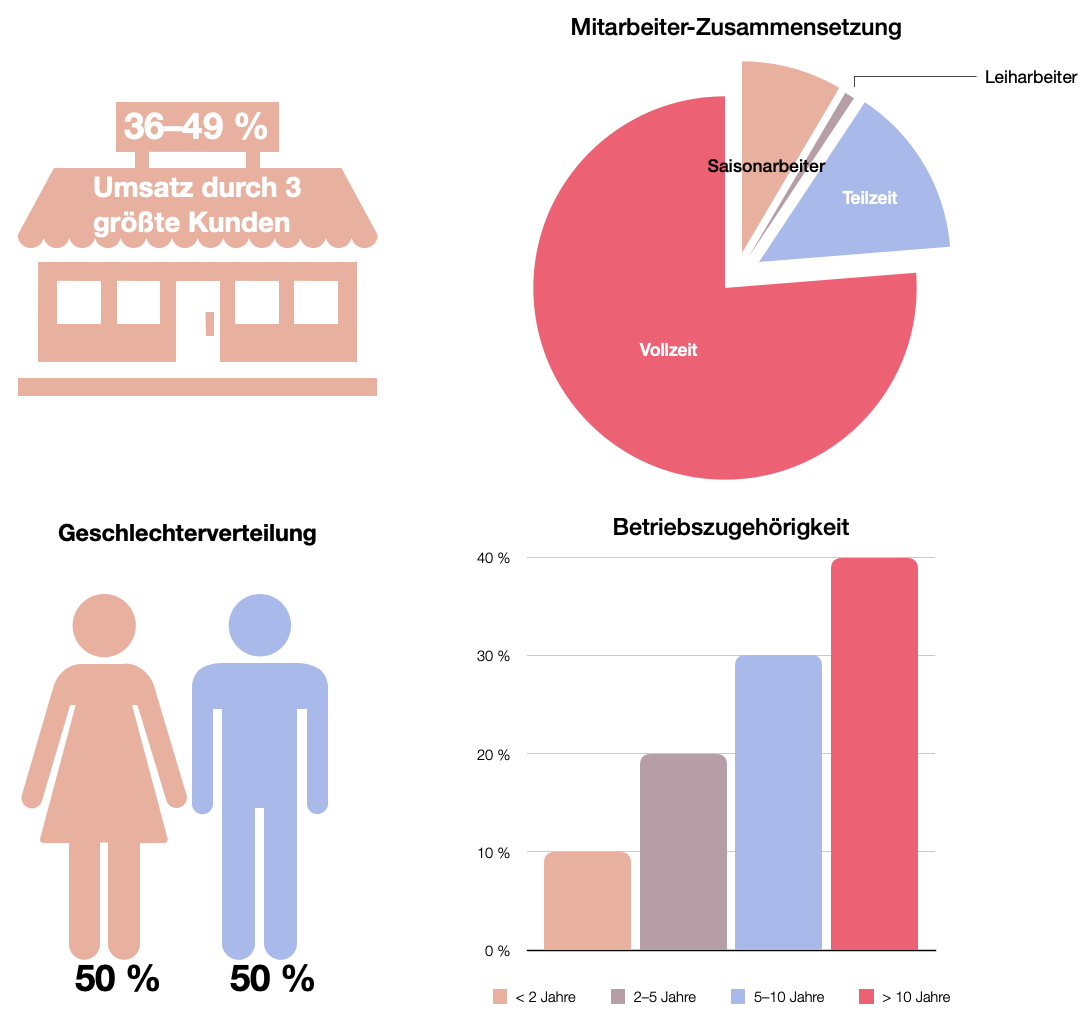 36–49 %
Umsatz durch 3
größte Kunden
Mitarbeiter-Zusammensetzung
Leiharbeiter
Saisonarbeiter
Teilzeit
Vollzeit
Geschlechterverteilung
50 %
50 %
Betriebszugehörigkeit
40 %
30 %
20 %
10 %
0 %
< 2 Jahre
2–5 Jahre
5–10 Jahre
> 10 Jahre